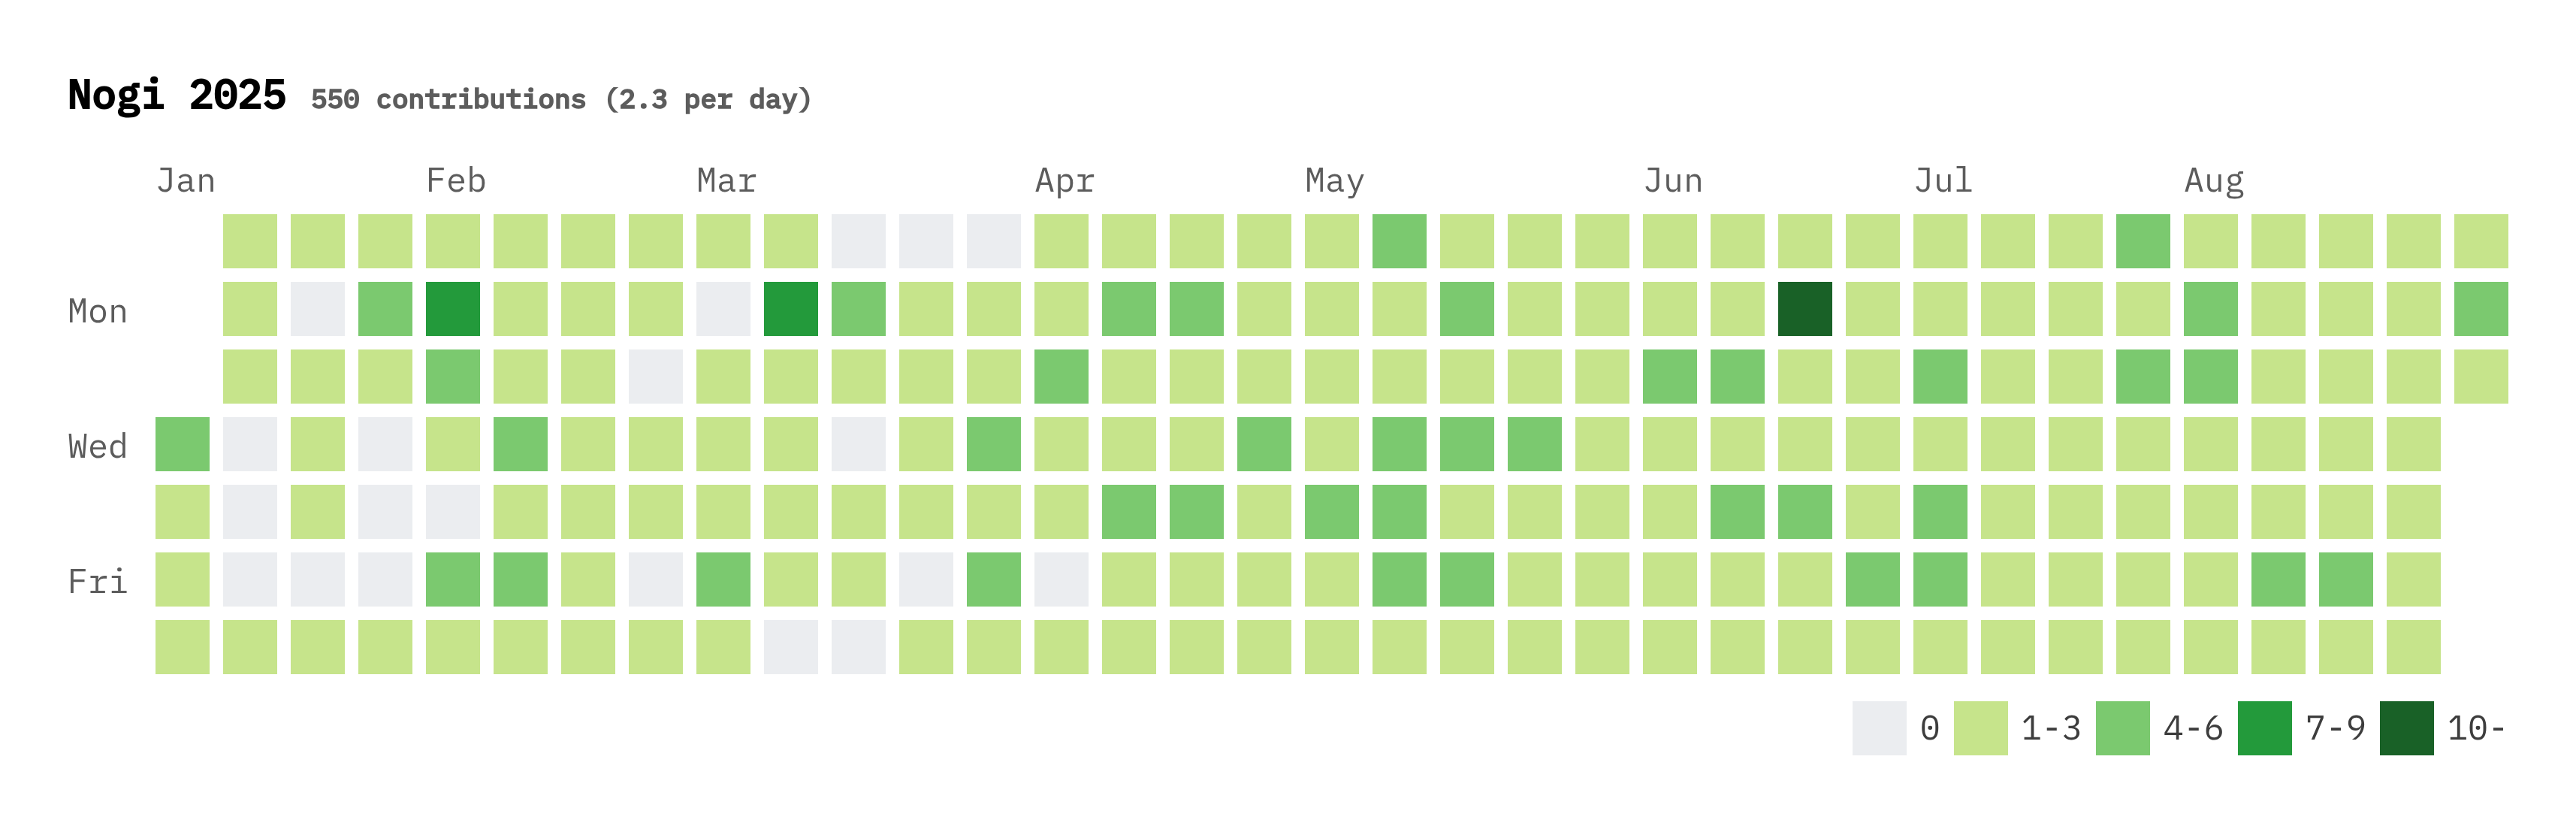 Nogi 2025 550 contributions (2.3 per day)
Jan Feb Mar Apr May Jun Jul Aug
Mon
Wed
Fri
0 1-3 4-6 7-9 10-